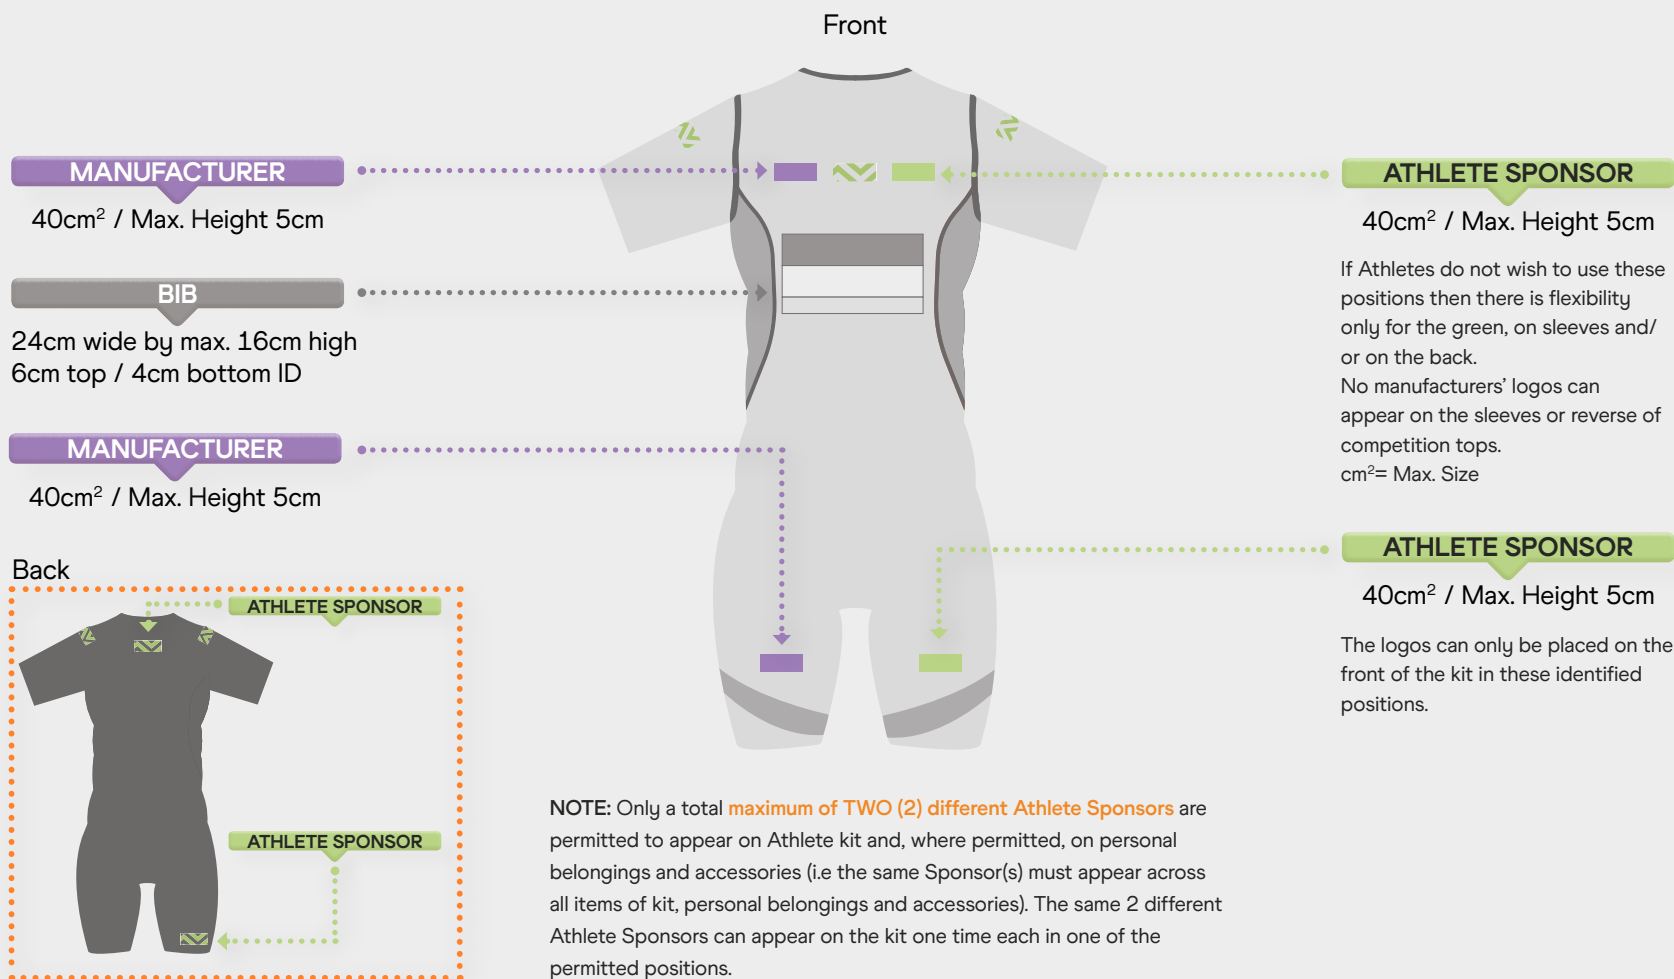 Front
MANUFACTURER
40cm² / Max. Height 5cm
BIB
24cm wide by max. 16cm high
6cm top / 4cm bottom ID
MANUFACTURER
40cm² / Max. Height 5cm
ATHLETE SPONSOR
40cm² / Max. Height 5cm
If Athletes do not wish to use these
positions then there is flexibility
only for the green, on sleeves and/
or on the back.
No manufacturers’ logos can
appear on the sleeves or reverse of
competition tops.
cm²= Max. Size
ATHLETE SPONSOR
40cm² / Max. Height 5cm
The logos can only be placed on the
front of the kit in these identified
positions.
Back
ATHLETE SPONSOR
ATHLETE SPONSOR
NOTE: Only a total maximum of TWO (2) different Athlete Sponsors are
permitted to appear on Athlete kit and, where permitted, on personal
belongings and accessories (i.e the same Sponsor(s) must appear across
all items of kit, personal belongings and accessories). The same 2 different
Athlete Sponsors can appear on the kit one time each in one of the
permitted positions.